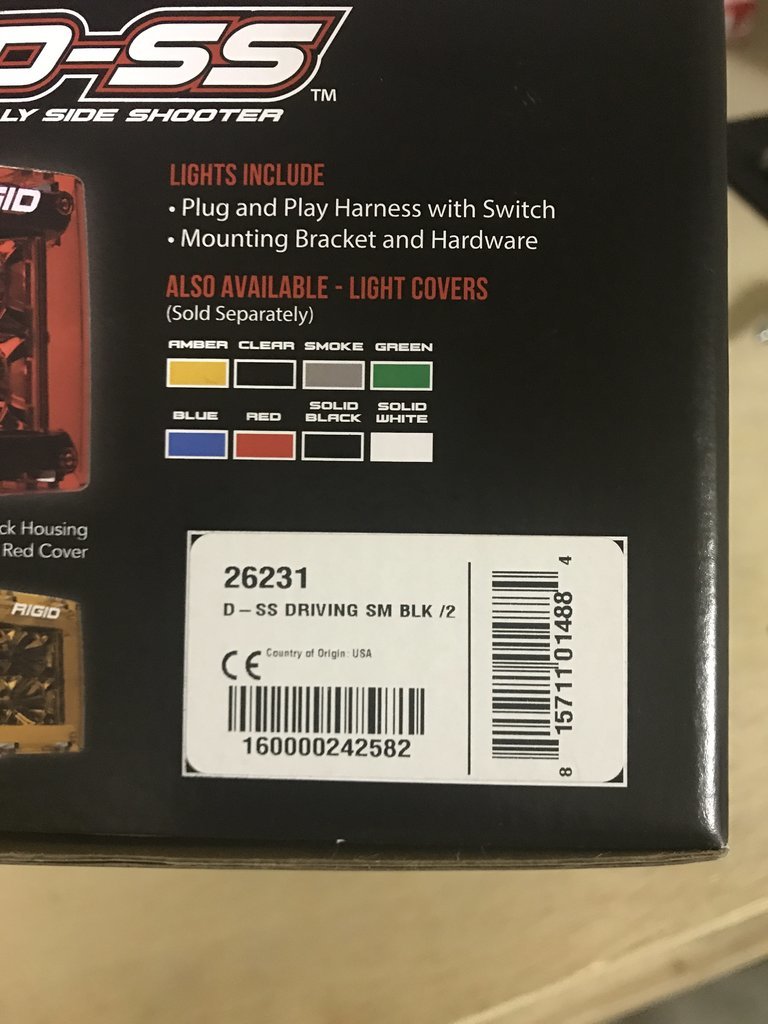 D-SS
TM
LY SIDE SHOOTER
GID
LIGHTS INCLUDE
• Plug and Play Harness with Switch
• Mounting Bracket and Hardware
ALSO AVAILABLE - LIGHT COVERS
(Sold Separately)
AMBER CLEAR SMOKE GREEN
BLUE RED SOLID BLACK SOLID WHITE
ck Housing
Red Cover
RIGID
26231
D-SS DRIVING SM BLK /2
CE Country of Origin: USA
160000242582
8 15711 01488 4